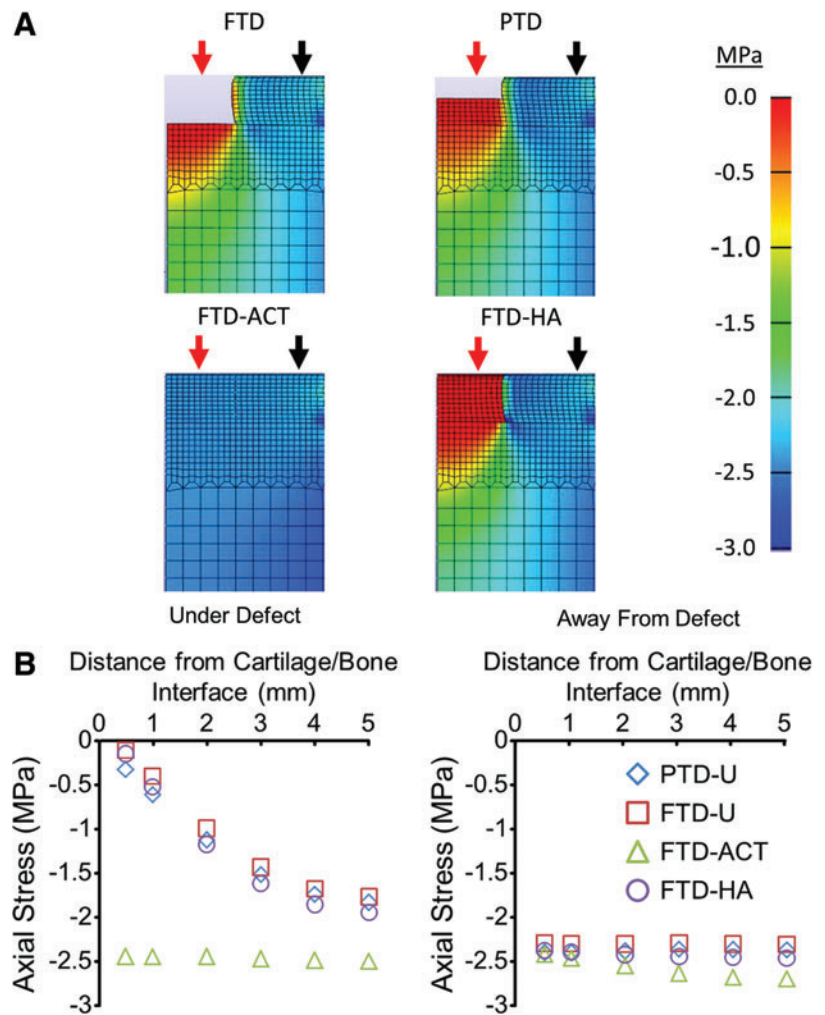 A
FTD
PTD
MPa
0.0
-0.5
-1.0
-1.5
-2.0
-2.5
-3.0
FTD-ACT
FTD-HA
Under Defect
Away From Defect
B
Distance from Cartilage/Bone
Interface (mm)
0 1 2 3 4 5
0
-0.5
-1
-1.5
-2
-2.5
-3
Axial Stress (MPa)
Distance from Cartilage/Bone
Interface (mm)
0 1 2 3 4 5
0
-0.5
-1
-1.5
-2
-2.5
-3
Axial Stress (MPa)
PTD-U
FTD-U
FTD-ACT
FTD-HA